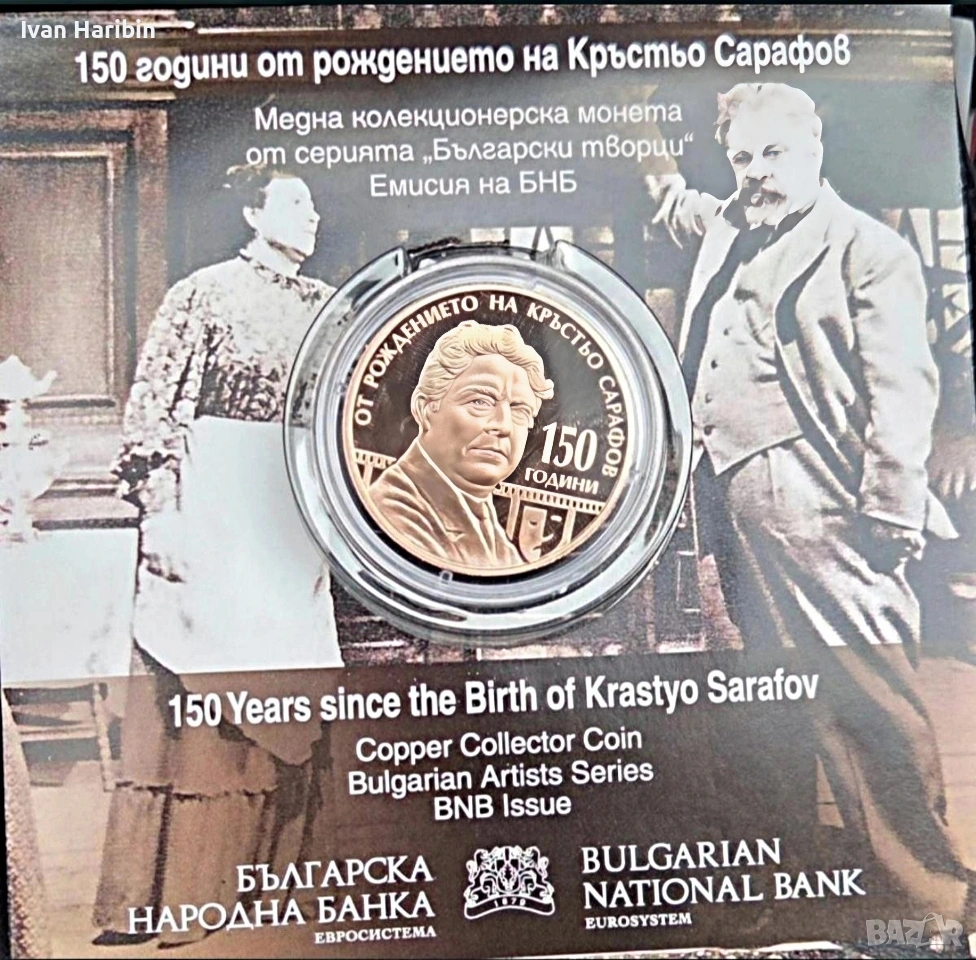 Ivan Haribin
150 години от рождението на Кръстьо Сарафов
Медна колекционерска монета
от серията „Български творци“
Емисия на БНБ
ОТ РОЖДЕНИЕТО НА КРЪСТЬО САРАФОВ
150
ГОДИНИ
150 Years since the Birth of Krastyo Sarafov
Copper Collector Coin
Bulgarian Artists Series
BNB Issue
БЪЛГАРСКА
НАРОДНА БАНКА
ЕВРОСИСТЕМА
1879
BULGARIAN
NATIONAL BANK
EUROSYSTEM
BAZAR